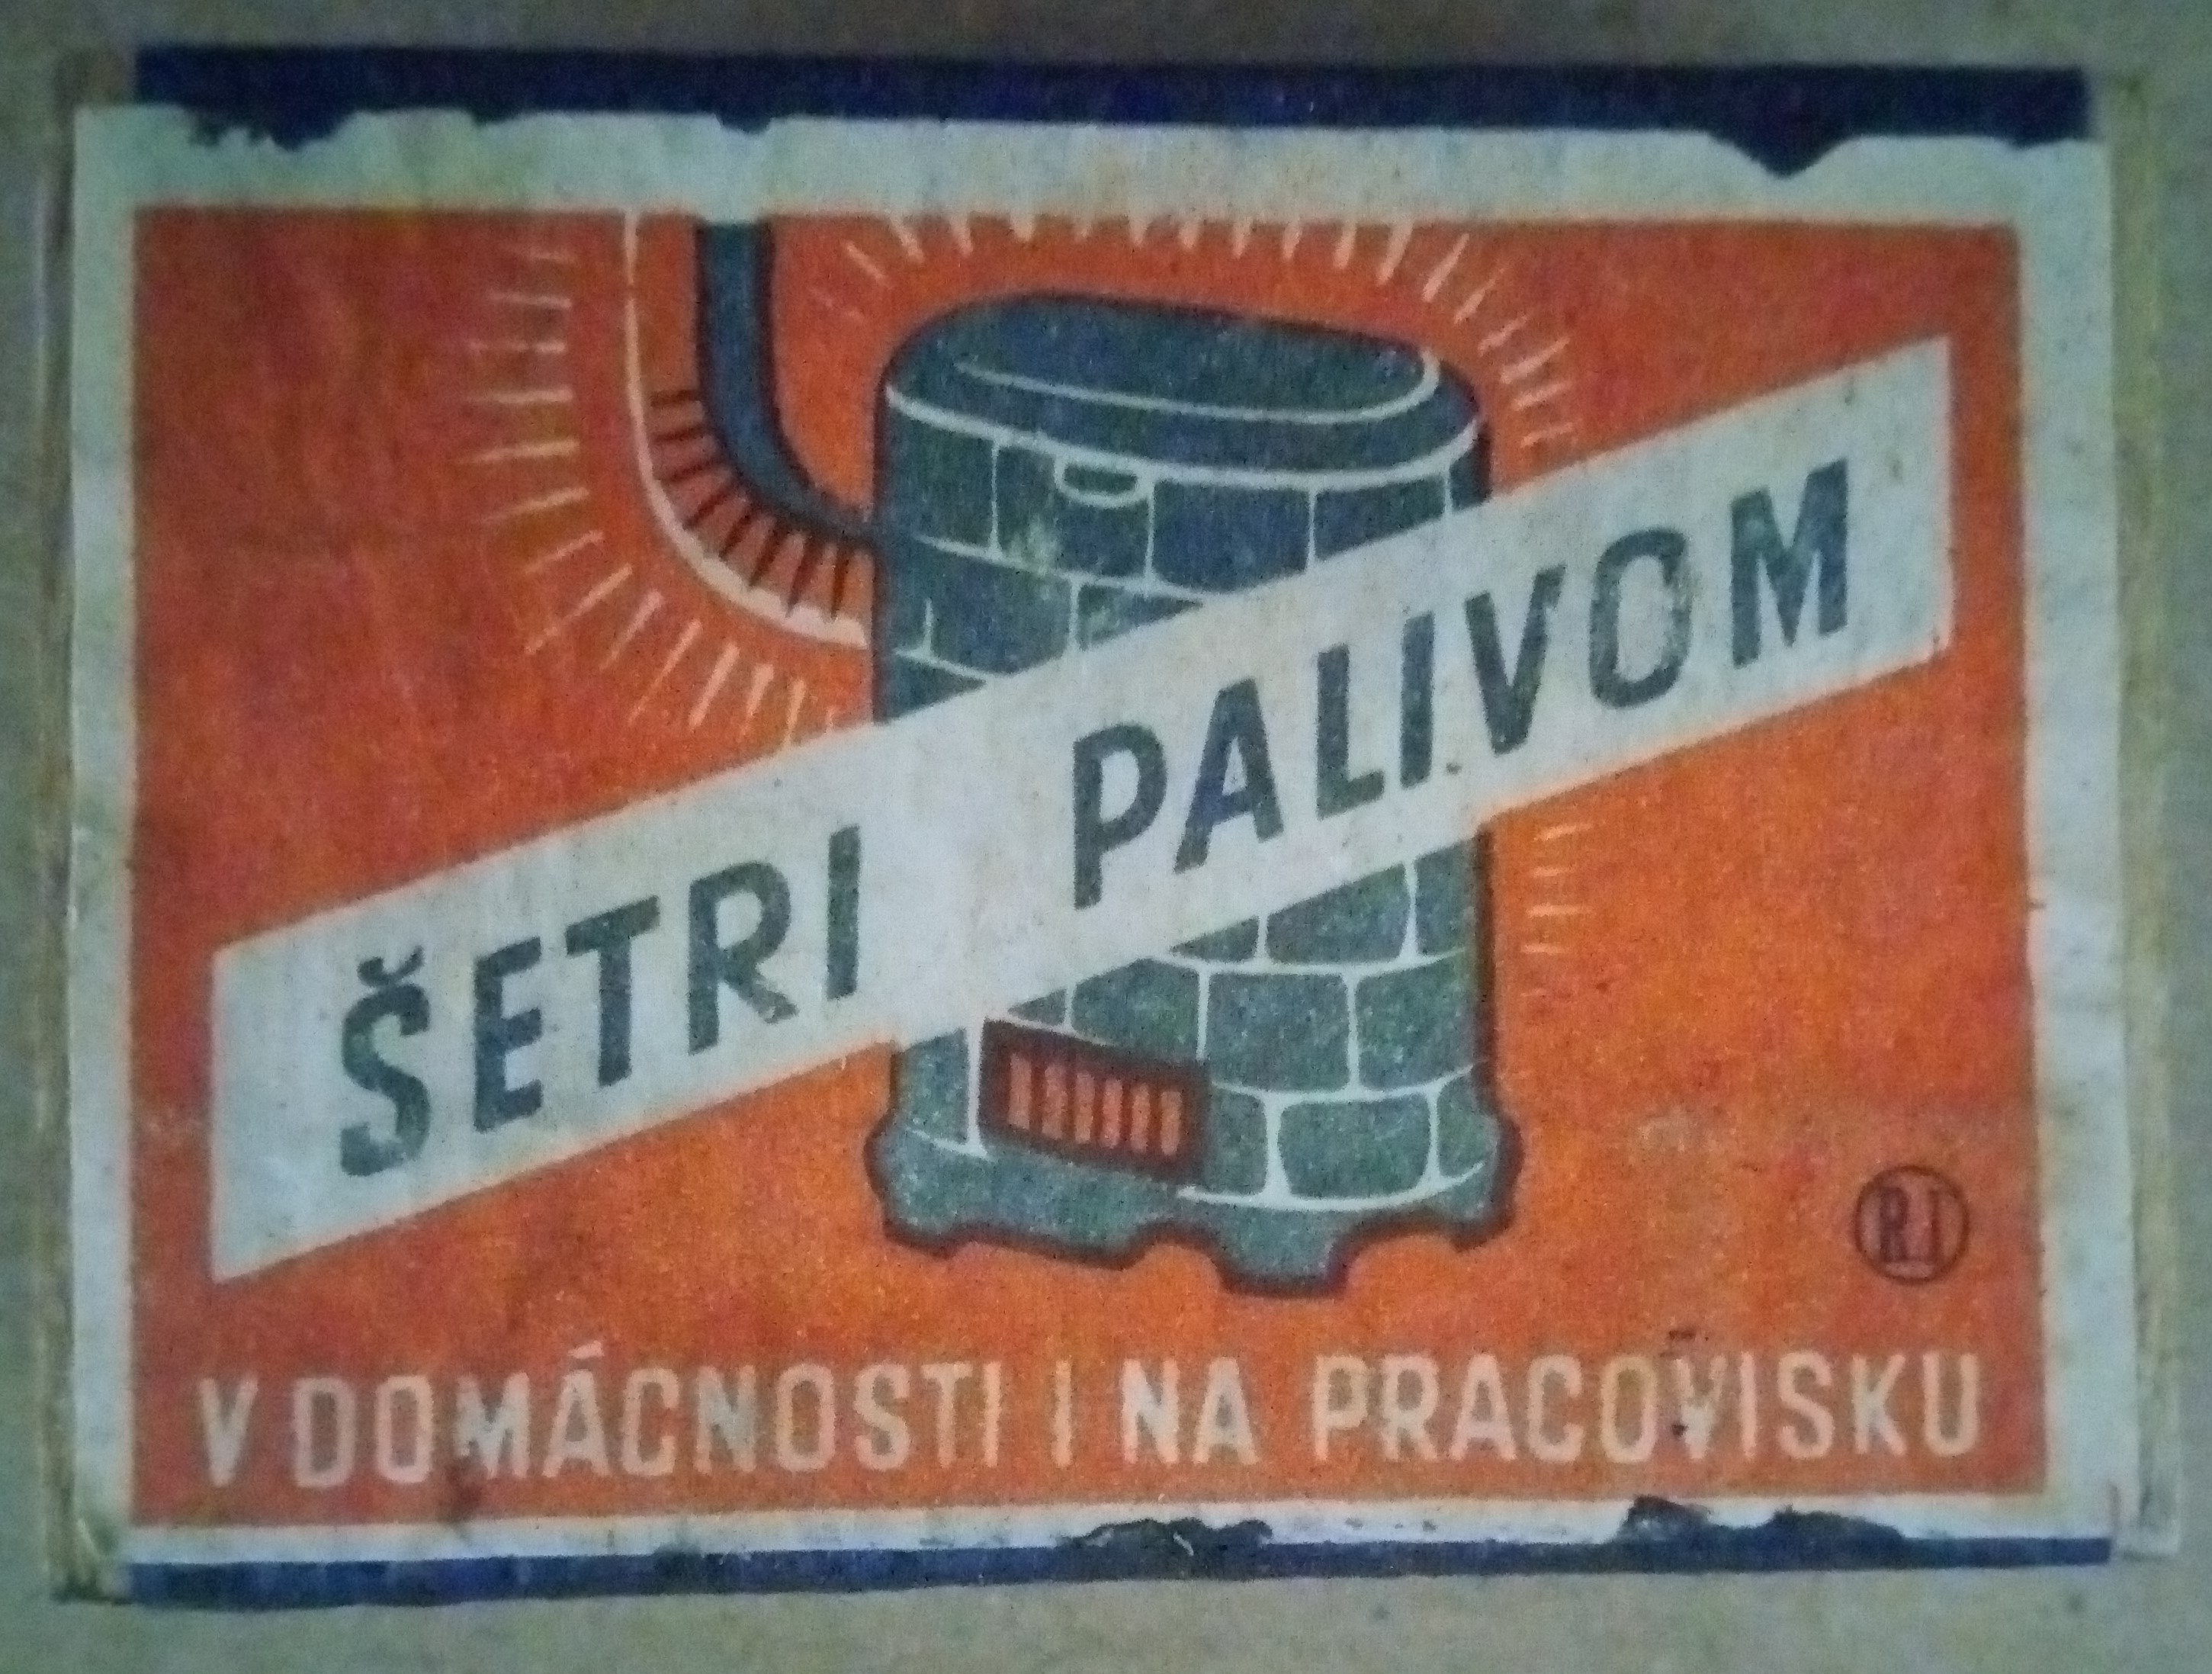 ŠETRI PALIVOM
R.I
V DOMÁCNOSTI I NA PRACOVISKU